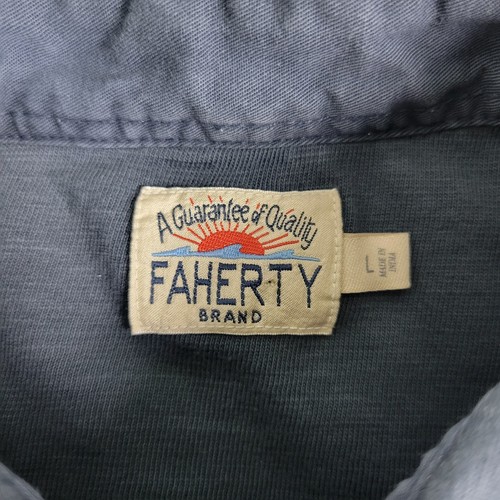 A Guarantee of Quality
FAHERTY
BRAND
L
MADE IN
INDIA